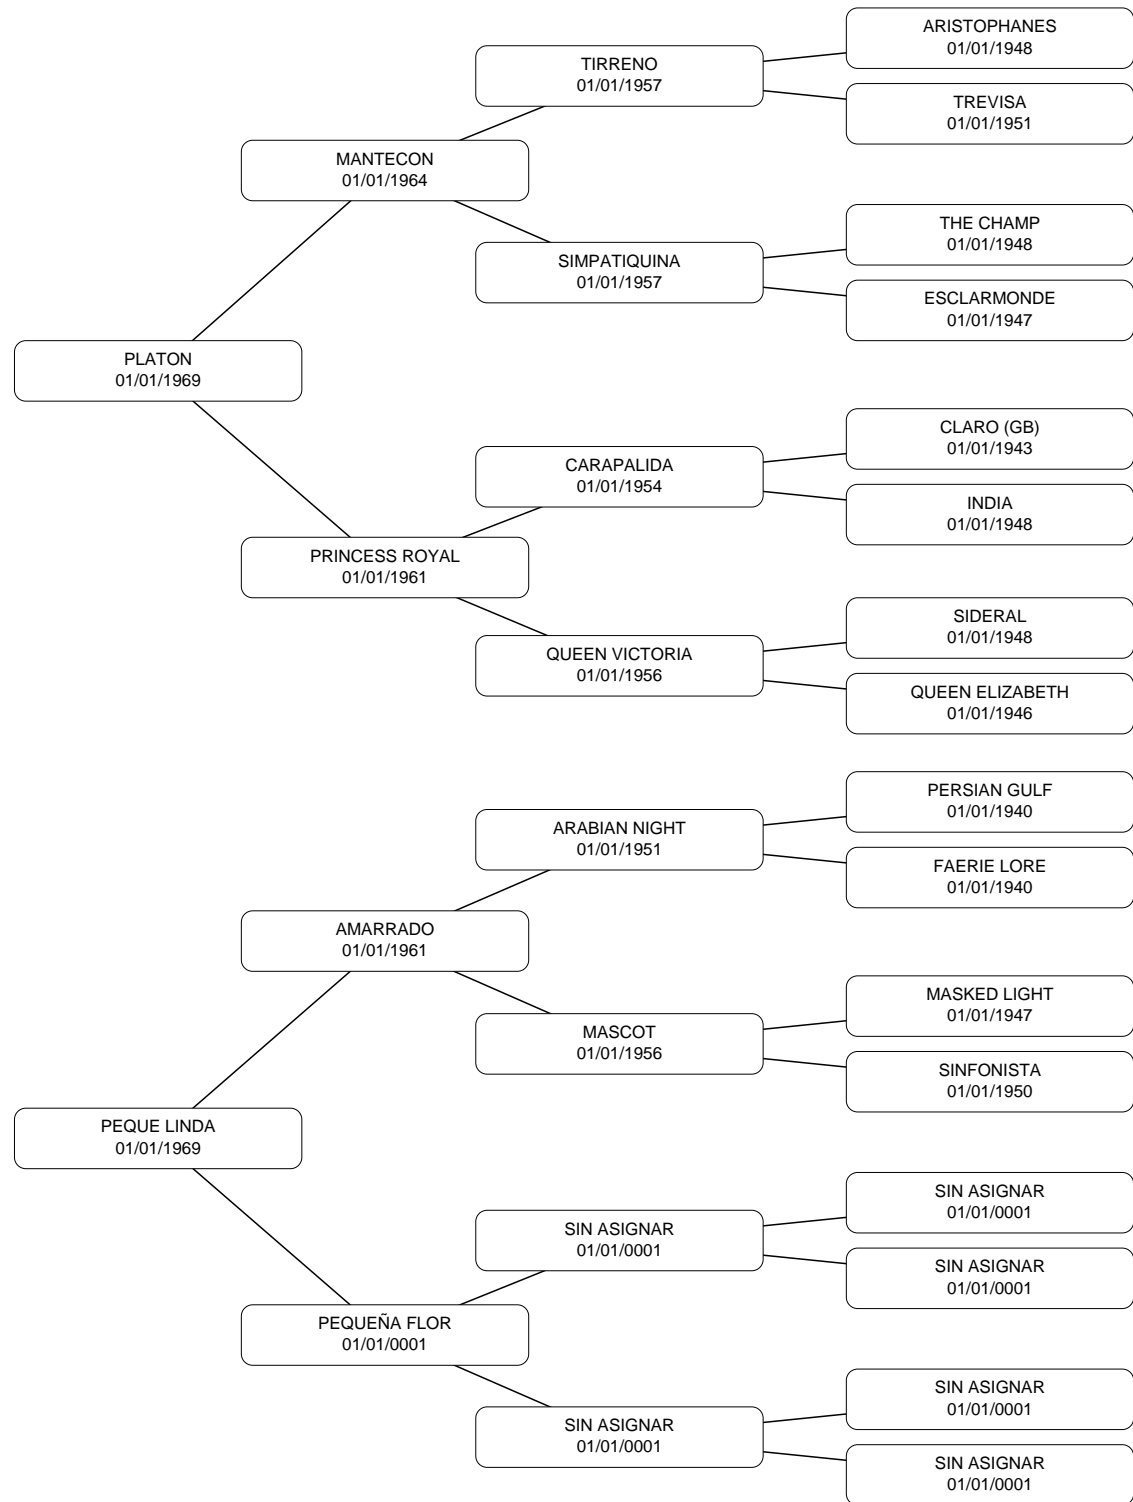 ARISTOPHANES
01/01/1948
TIRRENO
01/01/1957
TREVISA
01/01/1951
MANTECON
01/01/1964
THE CHAMP
01/01/1948
SIMPATIQUINA
01/01/1957
ESCLARMONDE
01/01/1947
PLATON
01/01/1969
CLARO (GB)
01/01/1943
CARAPALIDA
01/01/1954
INDIA
01/01/1948
PRINCESS ROYAL
01/01/1961
SIDERAL
01/01/1948
QUEEN VICTORIA
01/01/1956
QUEEN ELIZABETH
01/01/1946
PERSIAN GULF
01/01/1940
ARABIAN NIGHT
01/01/1951
FAERIE LORE
01/01/1940
AMARRADO
01/01/1961
MASKED LIGHT
01/01/1947
MASCOT
01/01/1956
SINFONISTA
01/01/1950
PEQUE LINDA
01/01/1969
SIN ASIGNAR
01/01/0001
SIN ASIGNAR
01/01/0001
SIN ASIGNAR
01/01/0001
PEQUEÑA FLOR
01/01/0001
SIN ASIGNAR
01/01/0001
SIN ASIGNAR
01/01/0001
SIN ASIGNAR
01/01/0001